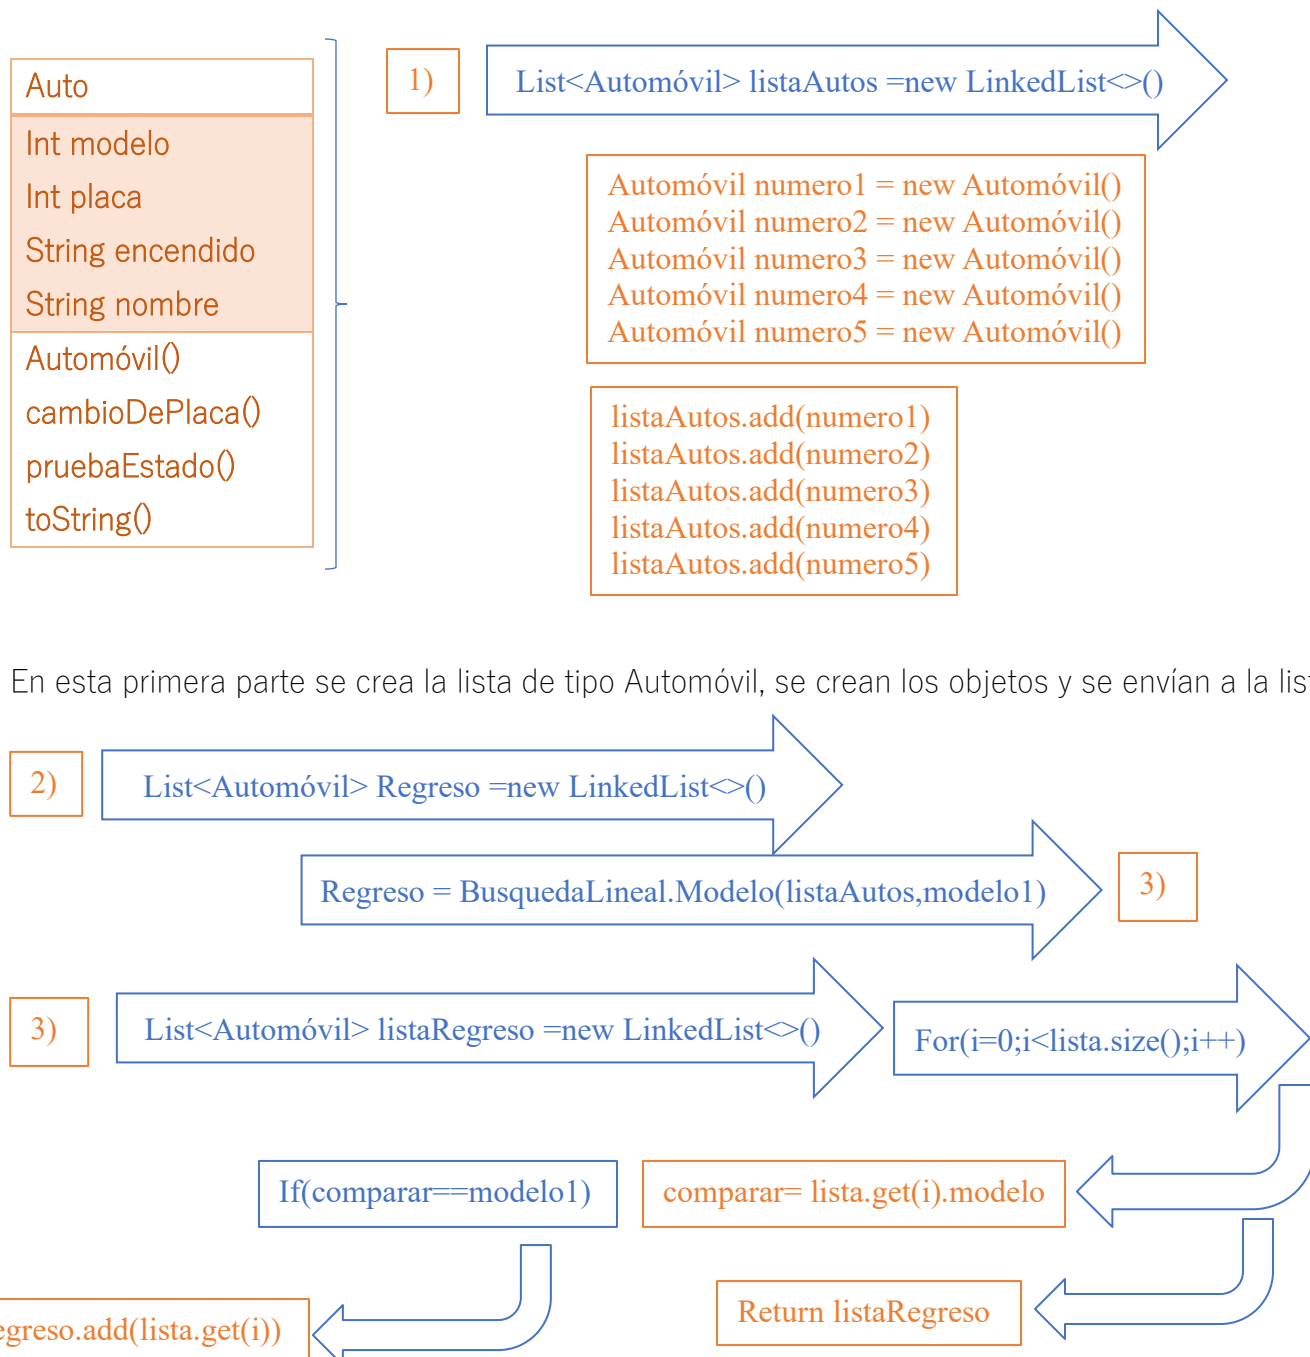 Auto
Int modelo
Int placa
String encendido
String nombre
Automóvil()
cambioDePlaca()
pruebaEstado()
toString()
1)
List<Automóvil> listaAutos =new LinkedList<>()
Automóvil numero1 = new Automóvil()
Automóvil numero2 = new Automóvil()
Automóvil numero3 = new Automóvil()
Automóvil numero4 = new Automóvil()
Automóvil numero5 = new Automóvil()
listaAutos.add(numero1)
listaAutos.add(numero2)
listaAutos.add(numero3)
listaAutos.add(numero4)
listaAutos.add(numero5)
En esta primera parte se crea la lista de tipo Automóvil, se crean los objetos y se envían a la
2)
List<Automóvil> Regreso =new LinkedList<>()
Regreso = BusquedaLineal.Modelo(listaAutos,modelo1)
3)
3)
List<Automóvil> listaRegreso =new LinkedList<>()
For(i=0;i<lista.size();i++)
If(comparar==modelo1)
comparar= lista.get(i).modelo
Return listaRegreso
egreso.add(lista.get(i))